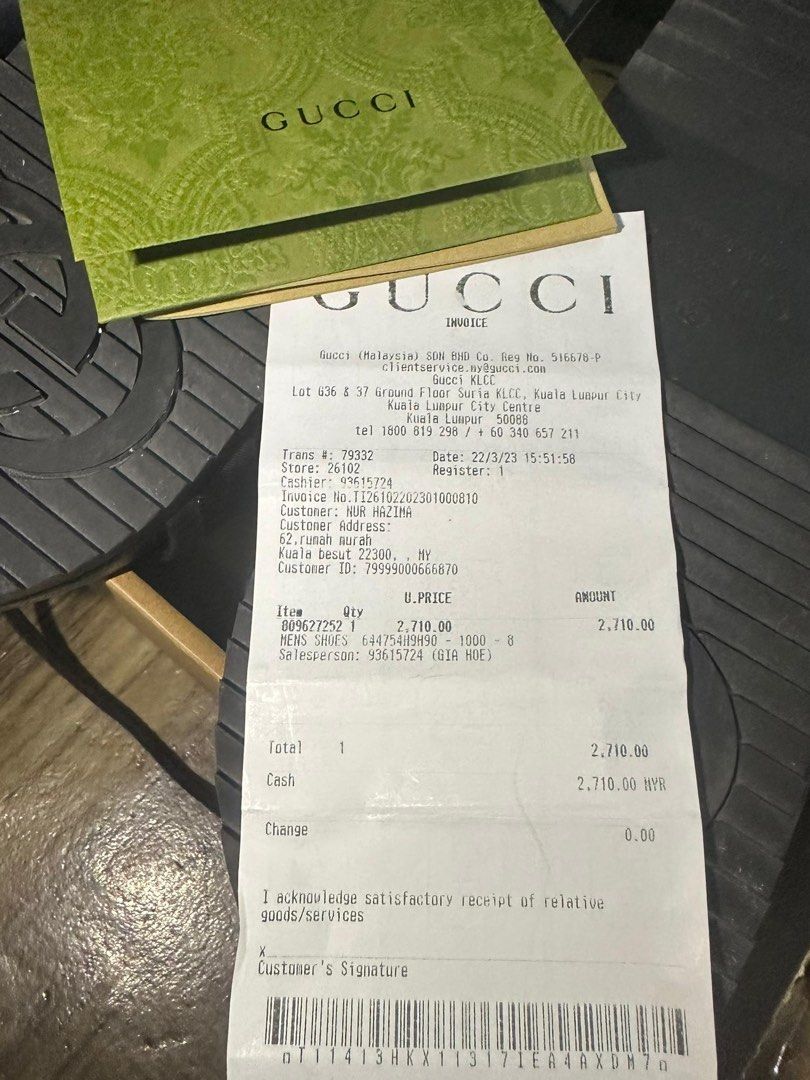 GUCCI
GUCCI
INVOICE
Gucci (Malaysia) SDN BHD Co. Reg No. 516678-P
clientservice.my@gucci.com
Gucci KLCC
Lot G36 & 37 Ground Floor Suria KLCC, Kuala Lumpur City
Kuala Lumpur City Centre
Kuala Lumpur 50088
tel 1800 819 298 / + 60 340 657 211
Trans #: 79332 Date: 22/3/23 15:51:58
Store: 26102 Register: 1
Cashier: 93615724
Invoice No.TI26102202301000810
Customer: NUR HAZIMA
Customer Address:
62,rumah murah
Kuala besut 22300, , MY
Customer ID: 79999000666870
U.PRICE AMOUNT
Item Qty
809627252 1 2,710.00 2,710.00
MENS SHOES 644754H9H90 - 1000 - 8
Salesperson: 93615724 (GIA HOE)
Total 1 2,710.00
Cash 2,710.00 MYR
Change 0.00
I acknowledge satisfactory receipt of relative
goods/services
X
Customer's Signature
nT11413HKX11317IEA4AXDM7n